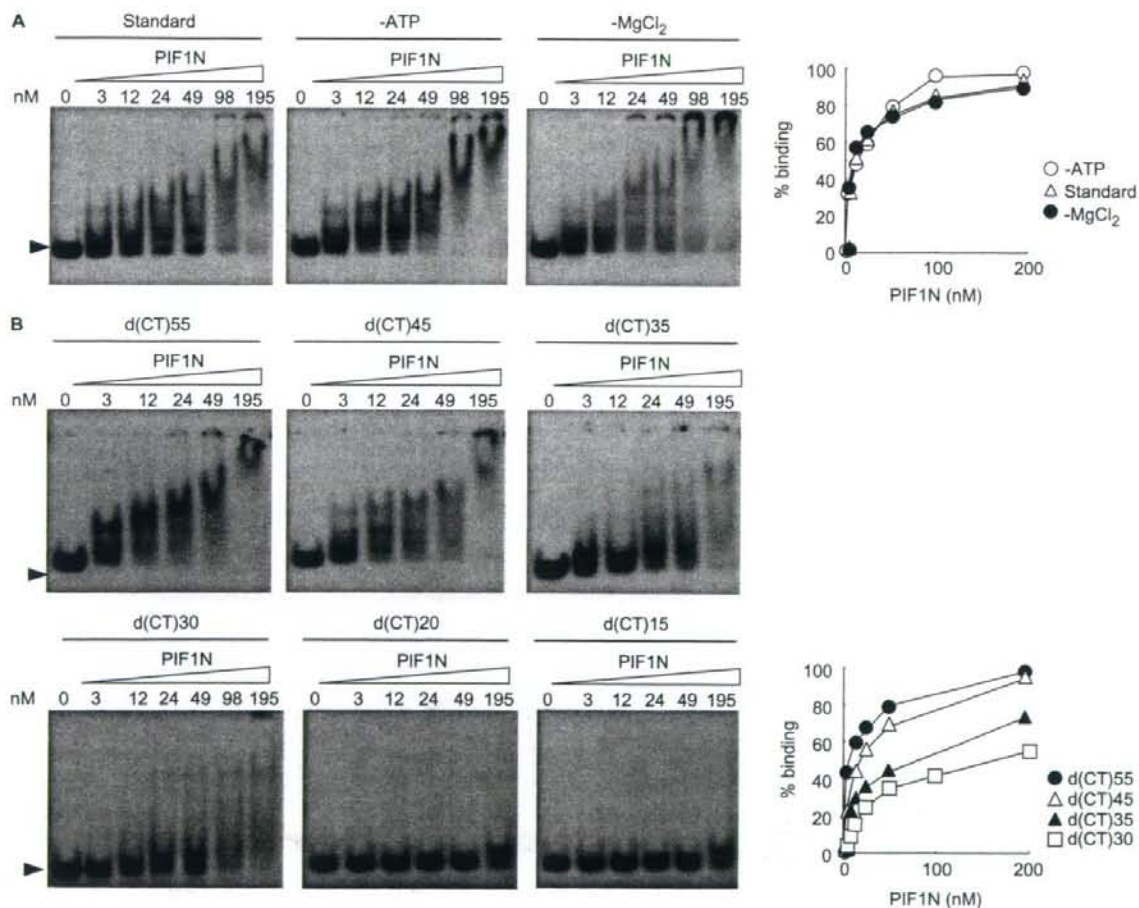 A
Standard
-ATP
-MgCl2
PIF1N
PIF1N
PIF1N
nM 0 3 12 24 49 98 195
0 3 12 24 49 98 195
0 3 12 24 49 98 195
% binding
100
80
60
40
20
0
0 100 200
PIF1N (nM)
-ATP
Standard
-MgCl2
B
d(CT)55
d(CT)45
d(CT)35
PIF1N
PIF1N
PIF1N
nM 0 3 12 24 49 195
0 3 12 24 49 195
0 3 12 24 49 195
d(CT)30
d(CT)20
d(CT)15
PIF1N
PIF1N
PIF1N
nM 0 3 12 24 49 98 195
0 3 12 24 49 195
0 3 12 24 49 195
% binding
100
80
60
40
20
0
0 100 200
PIF1N (nM)
d(CT)55
d(CT)45
d(CT)35
d(CT)30